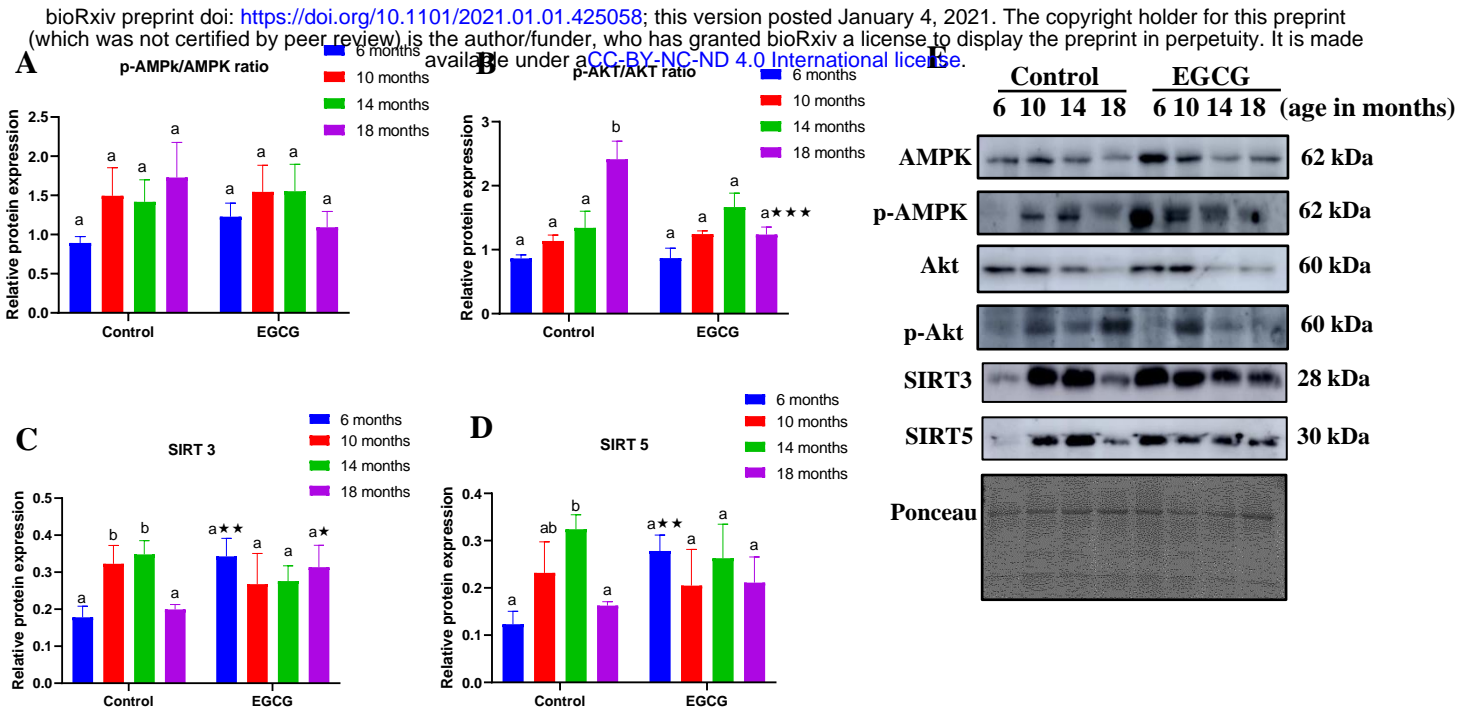 bioRxiv preprint doi: https://doi.org/10.1101/2021.01.01.425058; this version posted January 4, 2021. The copyright holder for this preprint
(which was not certified by peer review) is the author/funder, who has granted bioRxiv a license to display the preprint in perpetuity. It is made
available under aCC-BY-NC-ND 4.0 International license.
A
p-AMPk/AMPK ratio
6 months
10 months
14 months
18 months
Relative protein expression
2.5
2.0
1.5
1.0
0.5
0.0
a
a
a
a
a
a
a
a
Control
EGCG
B
p-AKT/AKT ratio
6 months
10 months
14 months
18 months
Relative protein expression
3
2
1
0
a
a
a
b
a
a
a
a★★★
Control
EGCG
C
SIRT 3
6 months
10 months
14 months
18 months
Relative protein expression
0.5
0.4
0.3
0.2
0.1
0.0
a
b
b
a
a★★
a
a
a★
Control
EGCG
D
SIRT 5
6 months
10 months
14 months
18 months
Relative protein expression
0.4
0.3
0.2
0.1
0.0
a
ab
b
a
a★★
a
a
a
Control
EGCG
E
Control EGCG
6 10 14 18 6 10 14 18 (age in months)
AMPK 62 kDa
p-AMPK 62 kDa
Akt 60 kDa
p-Akt 60 kDa
SIRT3 28 kDa
SIRT5 30 kDa
Ponceau